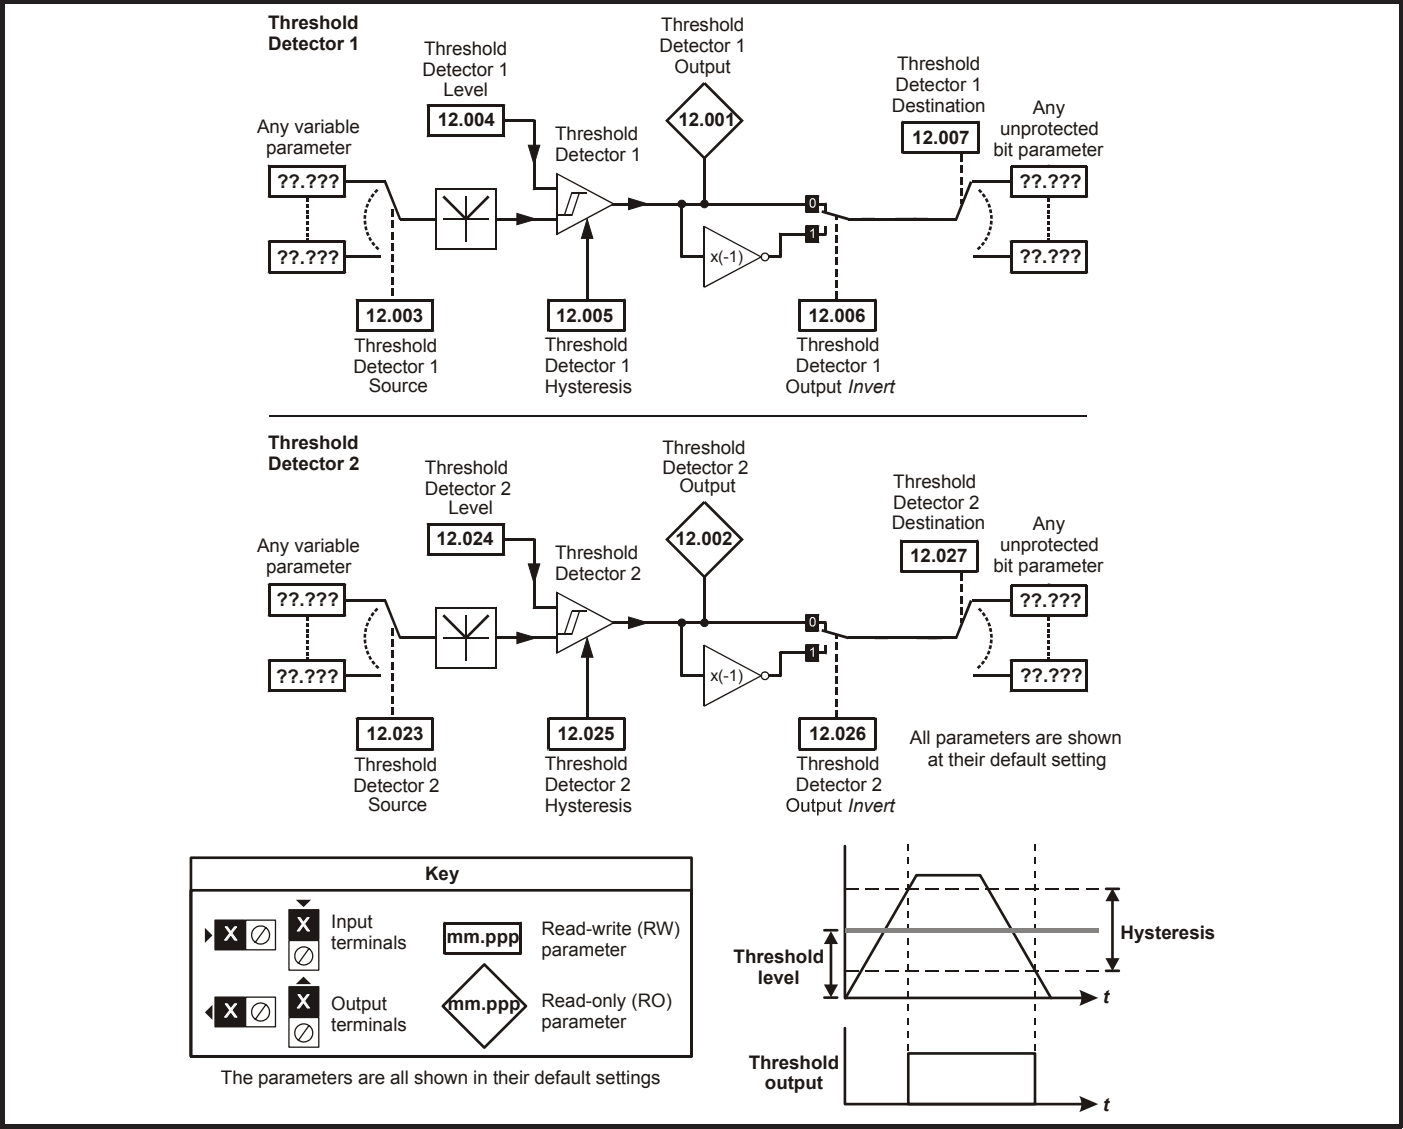 Threshold
Detector 1
Threshold
Detector 1
Level
12.004
Threshold
Detector 1
Output
12.001
Threshold
Detector 1
Destination
12.007
Any
unprotected
bit parameter
Any variable
parameter
Threshold
Detector 1
??.???
??.???
0
1
x(-1)
??.???
??.???
12.003
Threshold
Detector 1
Source
12.005
Threshold
Detector 1
Hysteresis
12.006
Threshold
Detector 1
Output Invert
Threshold
Detector 2
Threshold
Detector 2
Level
12.024
Threshold
Detector 2
Output
12.002
Threshold
Detector 2
Destination
12.027
Any
unprotected
bit parameter
Any variable
parameter
Threshold
Detector 2
??.???
??.???
0
1
x(-1)
??.???
??.???
12.023
Threshold
Detector 2
Source
12.025
Threshold
Detector 2
Hysteresis
12.026
Threshold
Detector 2
Output Invert
All parameters are shown
at their default setting
Key
X
X
Input
terminals
mm.ppp
Read-write (RW)
parameter
X
X
Output
terminals
mm.ppp
Read-only (RO)
parameter
The parameters are all shown in their default settings
Threshold
level
Hysteresis
t
Threshold
output
t